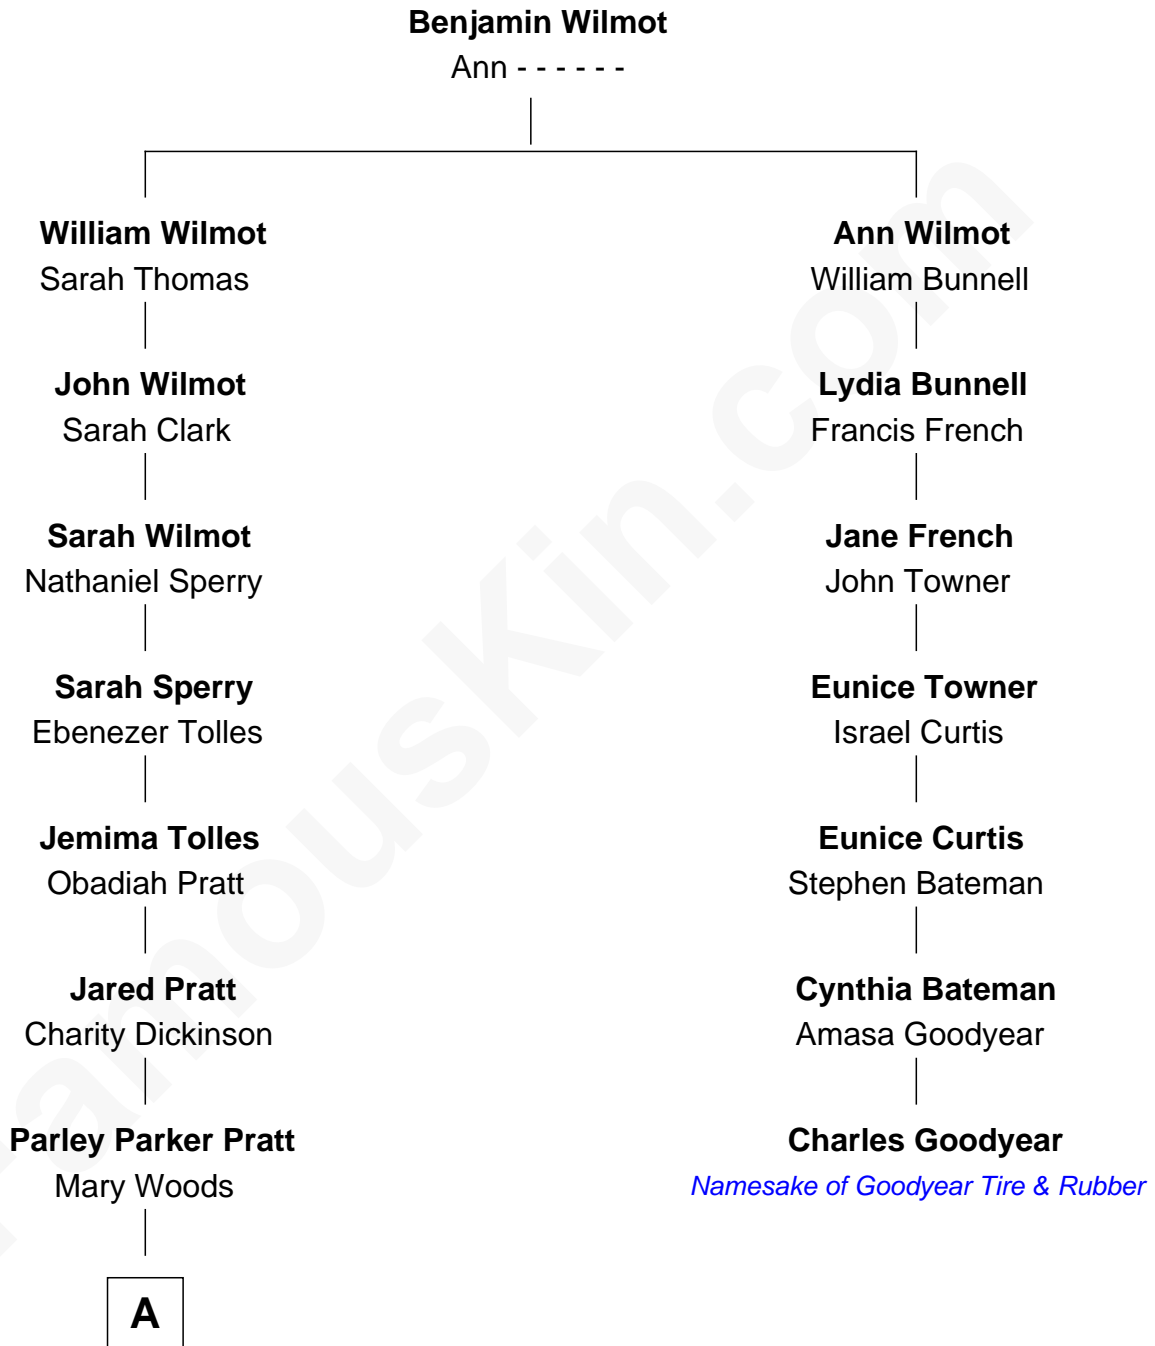 Benjamin Wilmot
Ann - - - - - -
William Wilmot
Sarah Thomas
Ann Wilmot
William Bunnell
John Wilmot
Sarah Clark
Lydia Bunnell
Francis French
Sarah Wilmot
Nathaniel Sperry
Jane French
John Towner
Sarah Sperry
Ebenezer Tolles
Eunice Towner
Israel Curtis
Jemima Tolles
Obadiah Pratt
Eunice Curtis
Stephen Bateman
Jared Pratt
Charity Dickinson
Cynthia Bateman
Amasa Goodyear
Parley Parker Pratt
Mary Woods
Charles Goodyear
Namesake of Goodyear Tire & Rubber
A
FamousKin.com